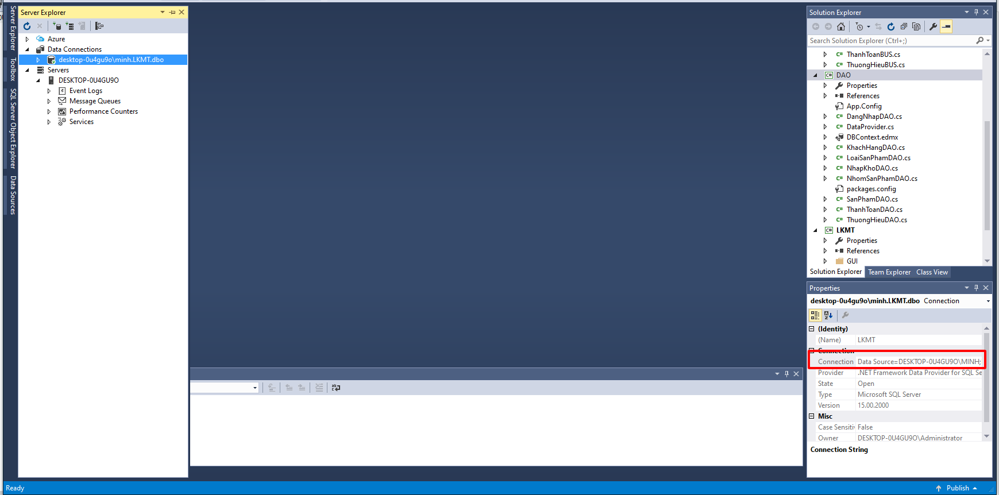 Server Explorer
Toolbox
SQL Server Object Explorer
Data Sources
Server Explorer
Azure
Data Connections
desktop-0u4gu9o\minh.LKMT.dbo
Servers
DESKTOP-0U4GU9O
Event Logs
Message Queues
Performance Counters
Services
Solution Explorer
Search Solution Explorer (Ctrl+;)
ThanhToanBUS.cs
ThuongHieuBUS.cs
C# DAO
Properties
References
App.Config
C# DangNhapDAO.cs
C# DataProvider.cs
DBContext.edmx
C# KhachHangDAO.cs
C# LoaiSanPhamDAO.cs
C# NhapKhoDAO.cs
C# NhomSanPhamDAO.cs
packages.config
C# SanPhamDAO.cs
C# ThanhToanDAO.cs
C# ThuongHieuDAO.cs
C# LKMT
Properties
References
GUI
Solution Explorer Team Explorer Class View
Properties
desktop-0u4gu9o\minh.LKMT.dbo Connection
(Identity)
(Name) LKMT
Connection
Connection Data Source=DESKTOP-0U4GU9O\MINH;
Provider .NET Framework Data Provider for SQL Se
State Open
Type Microsoft SQL Server
Version 15.00.2000
Misc
Case Sensitiv False
Owner DESKTOP-0U4GU9O\Administrator
Connection String
Ready
Publish